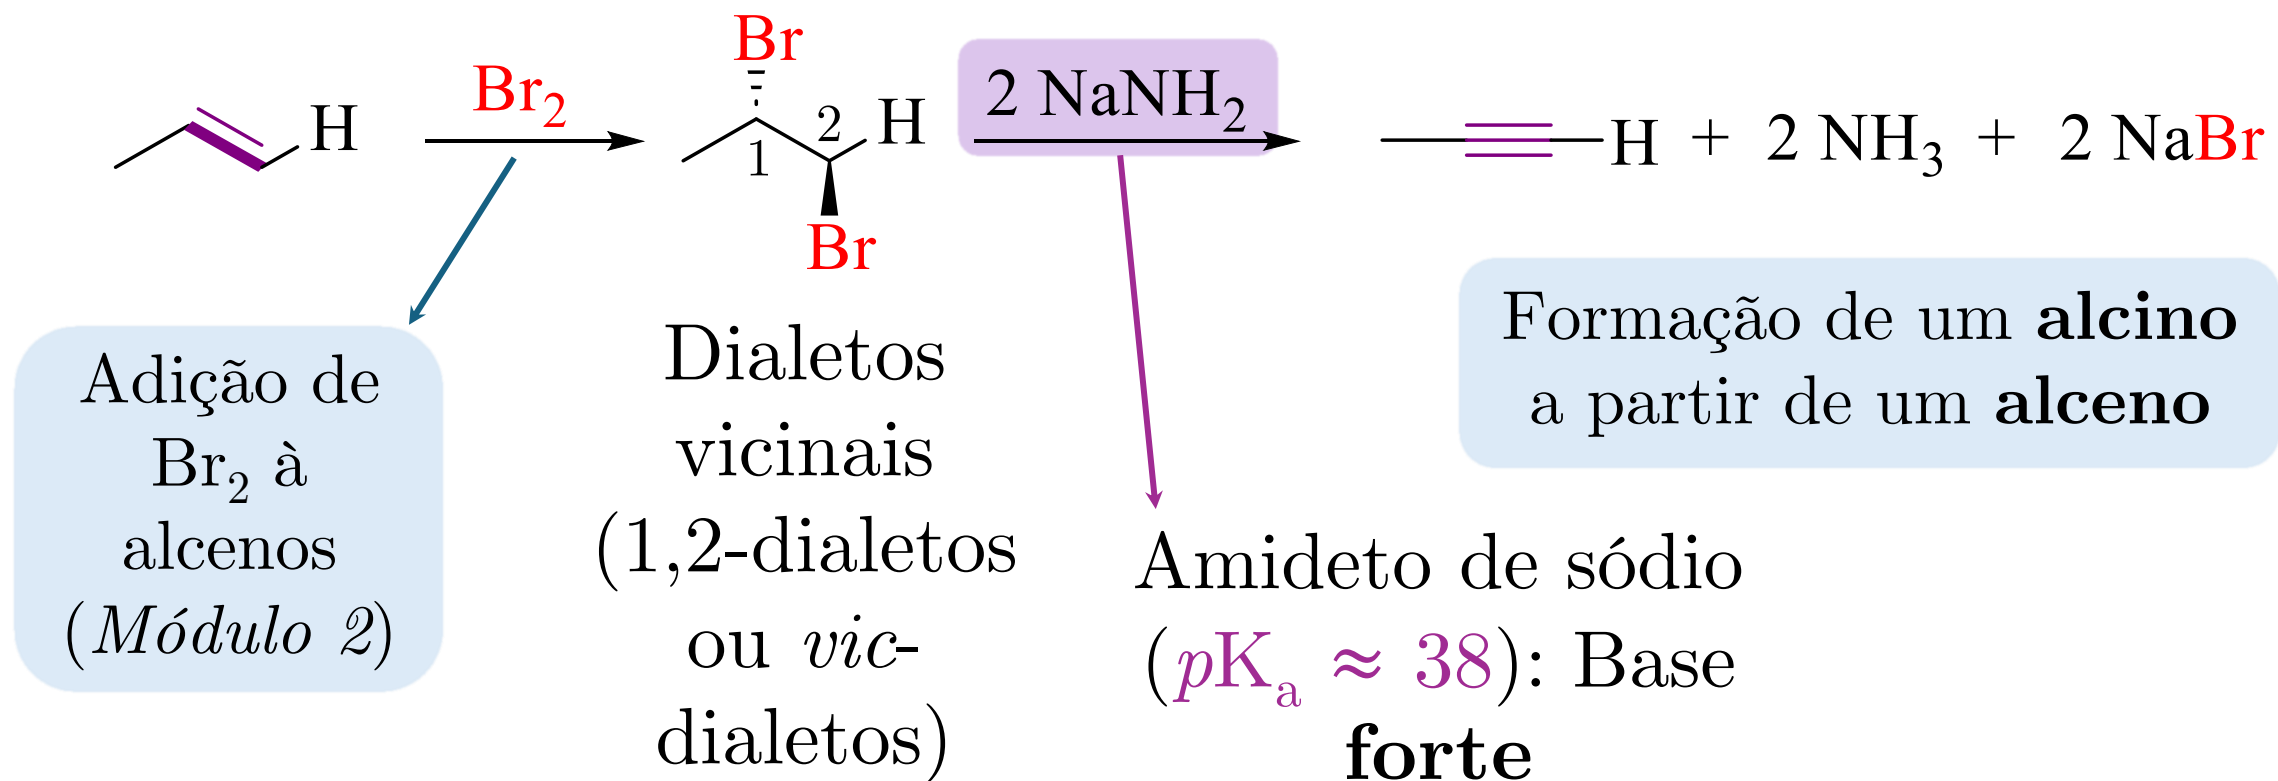 H
Br₂
Br
1
2
H
Br
2 NaNH₂
H + 2 NH₃ + 2 NaBr
Adição de
Br₂ à
alcenos
(Módulo 2)
Dialetos
vicinais
(1,2-dialetos
ou vic-
dialetos)
Amideto de sódio
(pKₐ ≈ 38): Base
forte
Formação de um alcino
a partir de um alceno